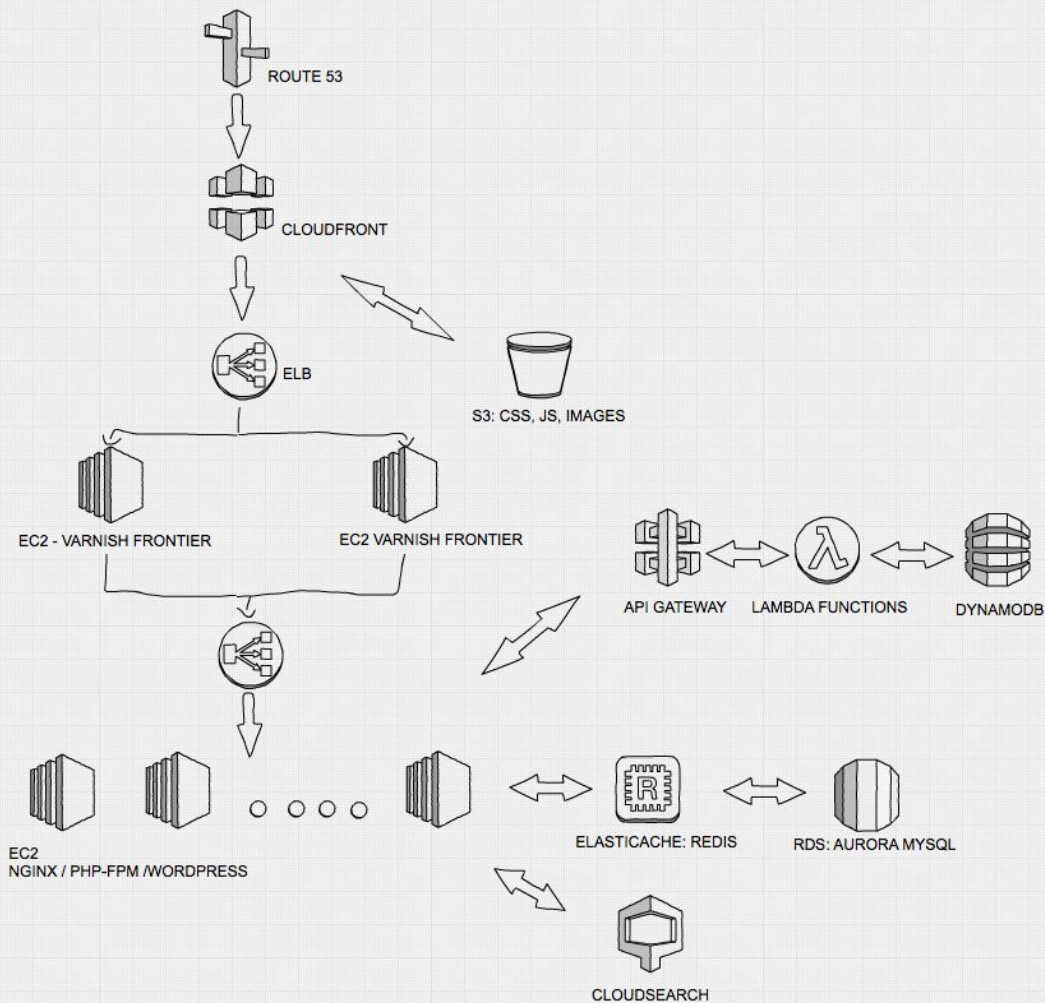 ROUTE 53
CLOUDFRONT
ELB
S3: CSS, JS, IMAGES
EC2 - VARNISH FRONTIER
EC2 VARNISH FRONTIER
API GATEWAY
LAMBDA FUNCTIONS
DYNAMODB
R
ELASTICACHE: REDIS
RDS: AURORA MYSQL
EC2
NGINX / PHP-FPM /WORDPRESS
CLOUDSEARCH